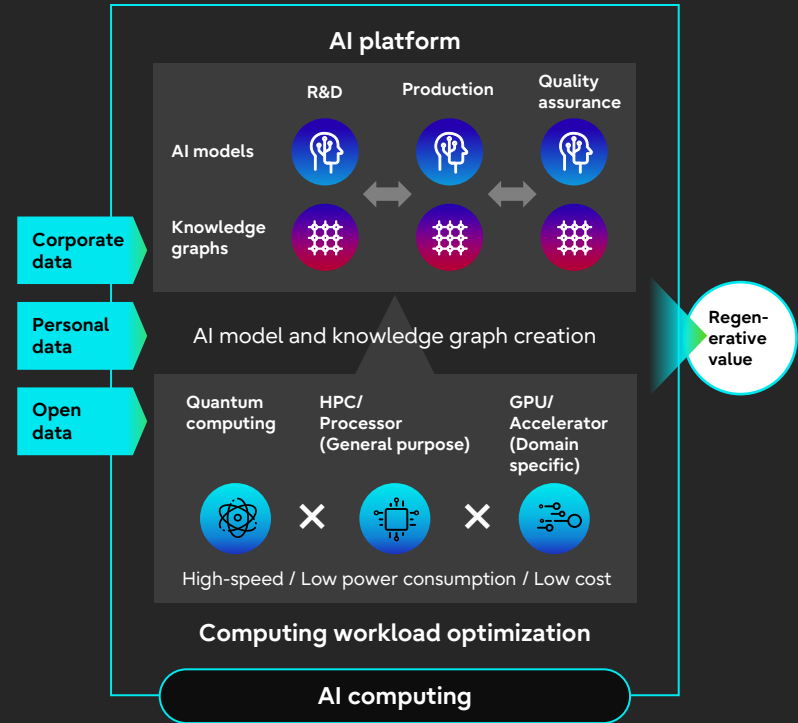 AI platform
R&D
Production
Quality
assurance
AI models
Knowledge
graphs
Corporate
data
Personal
data
Open
data
AI model and knowledge graph creation
Regen-
erative
value
Quantum
computing
HPC/
Processor
(General purpose)
GPU/
Accelerator
(Domain
specific)
High-speed / Low power consumption / Low cost
Computing workload optimization
AI computing